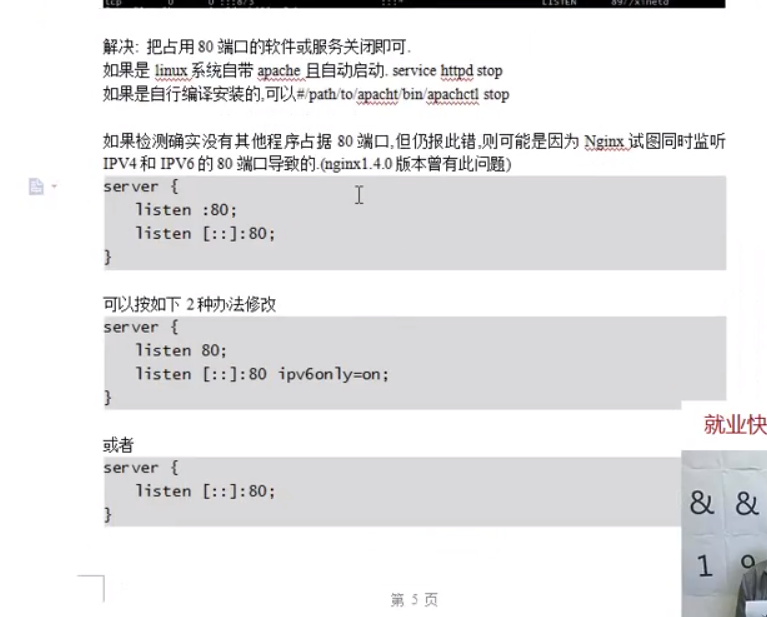 tcp 0 0 :::873 :::* LISTEN 897/xinetd
解决: 把占用 80 端口的软件或服务关闭即可.
如果是 linux 系统自带 apache 且自动启动. service httpd stop
如果是自行编译安装的,可以#/path/to/apacht/bin/apachctl stop
如果检测确实没有其他程序占据 80 端口,但仍报此错,则可能是因为 Nginx 试图同时监听
IPV4 和 IPV6 的 80 端口导致的.(nginx1.4.0 版本曾有此问题)
server {
listen :80;
listen [::]:80;
}
可以按如下 2 种办法修改
server {
listen 80;
listen [::]:80 ipv6only=on;
}
就业快
或者
server {
listen [::]:80;
}
& &
1 9
第 5 页